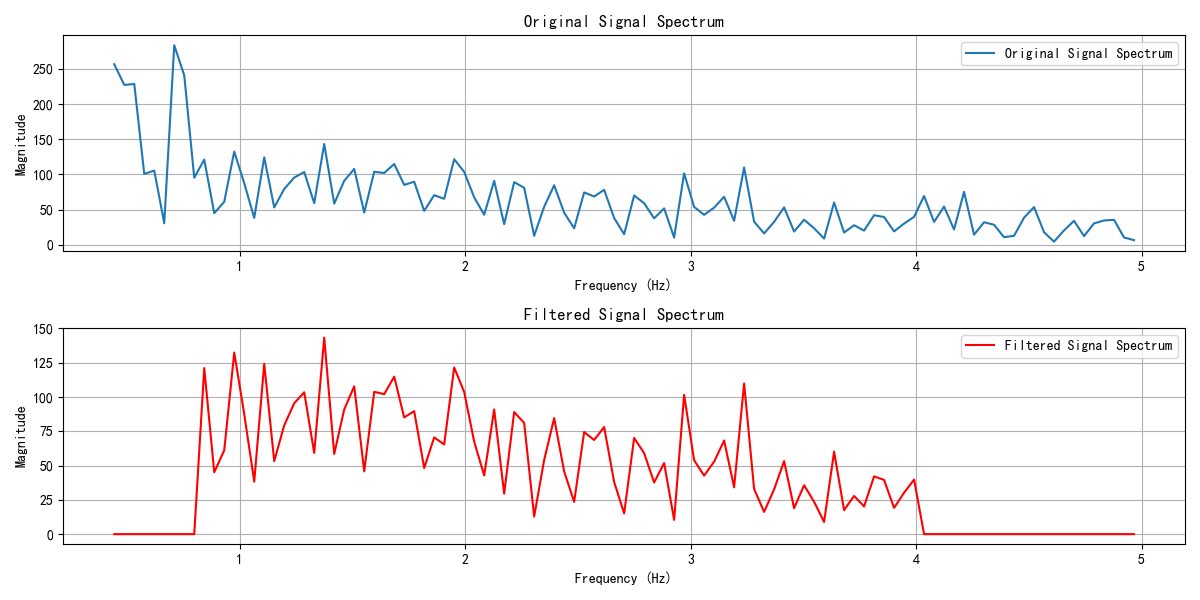 Original Signal Spectrum
Original Signal Spectrum
Magnitude
250
200
150
100
50
0
1
2
3
4
5
Frequency (Hz)
Filtered Signal Spectrum
Filtered Signal Spectrum
Magnitude
150
125
100
75
50
25
0
1
2
3
4
5
Frequency (Hz)